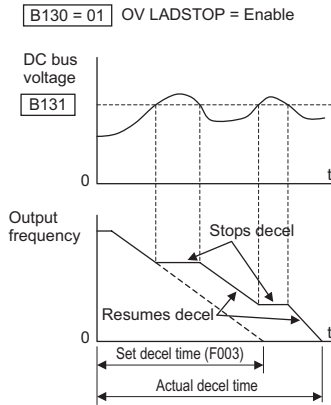 B130 = 01 OV LADSTOP = Enable
DC bus
voltage
B131
0
t
Output
frequency
Stops decel
Resumes decel
0
t
Set decel time (F003)
Actual decel time